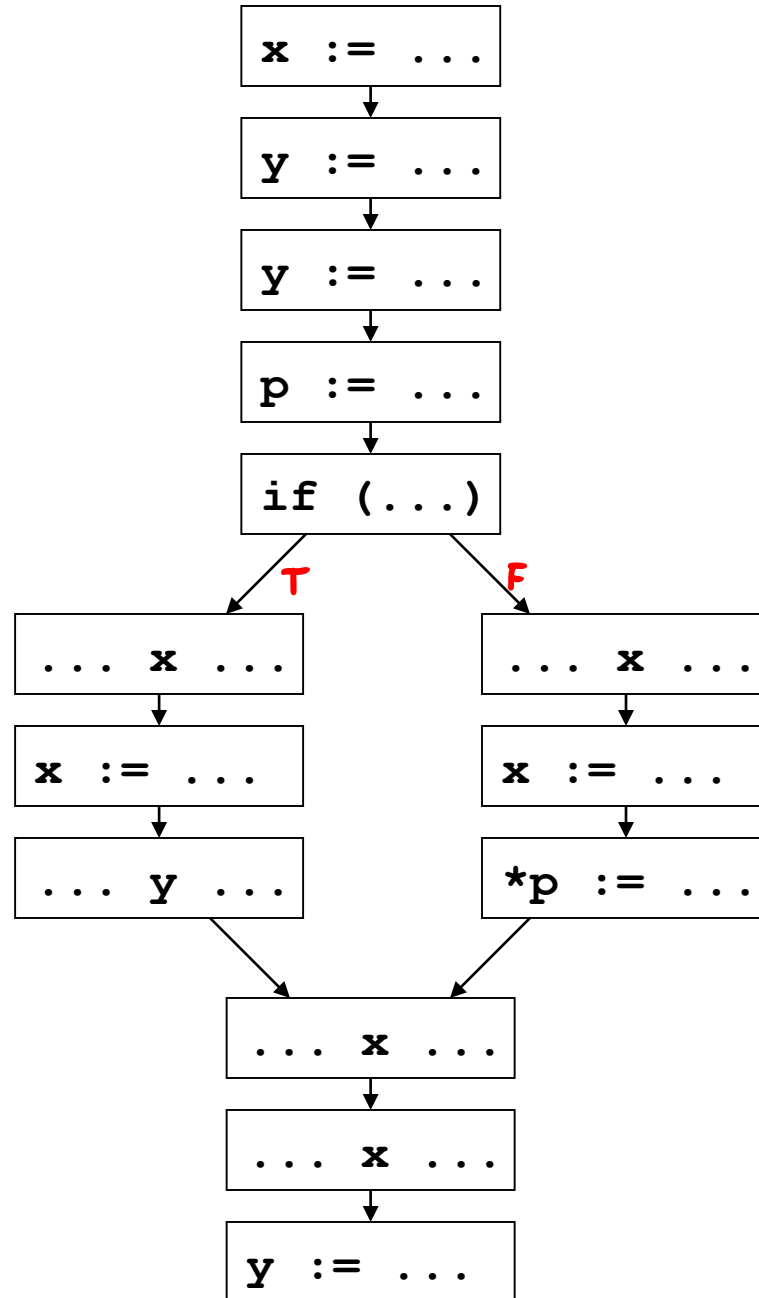 x := ...
y := ...
y := ...
p := ...
if (...)
T
F
... x ...
x := ...
... y ...
... x ...
x := ...
*p := ...
... x ...
... x ...
y := ...